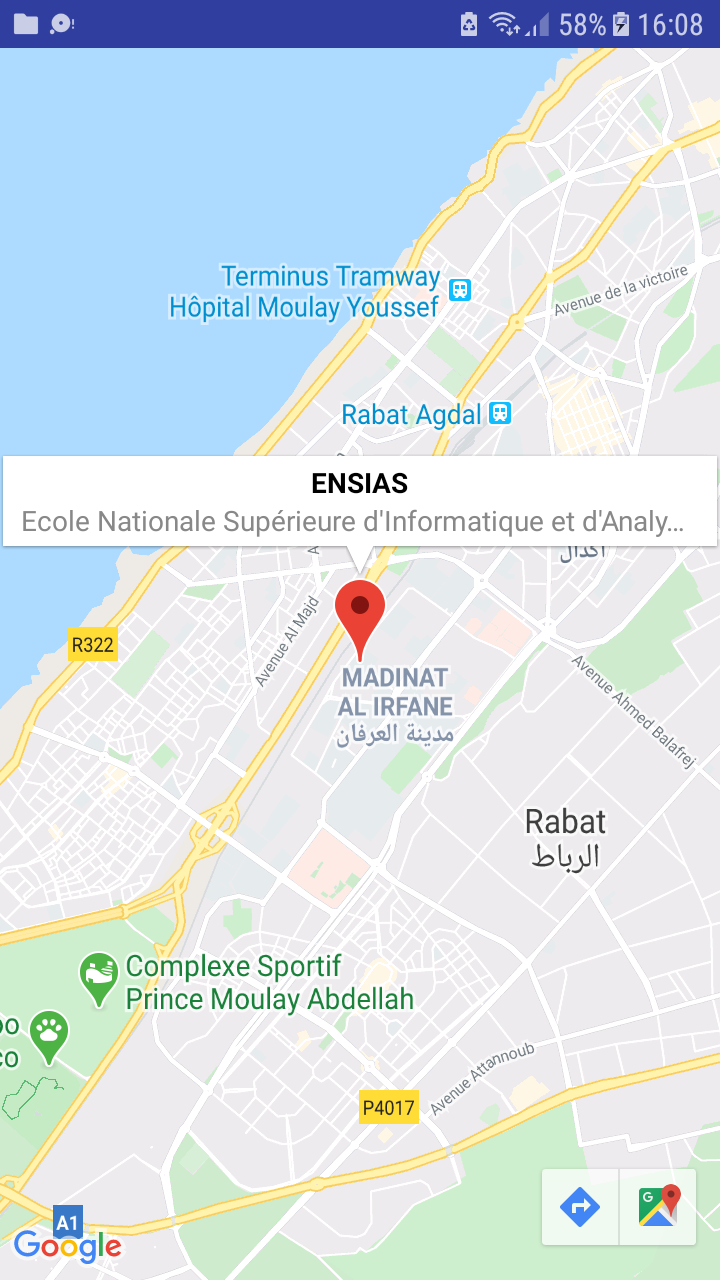 58% 16:08
Terminus Tramway
Hôpital Moulay Youssef
Avenue de la victoire
Rabat Agdal
ENSIAS
Ecole Nationale Supérieure d'Informatique et d'Analy...
أكدال
R322
Avenue Al Majd
MADINAT
AL IRFANE
مدينة العرفان
Avenue Ahmed Balafrej
Rabat
الرباط
Complexe Sportif
Prince Moulay Abdellah
P4017
Avenue Attannoub
A1
Google